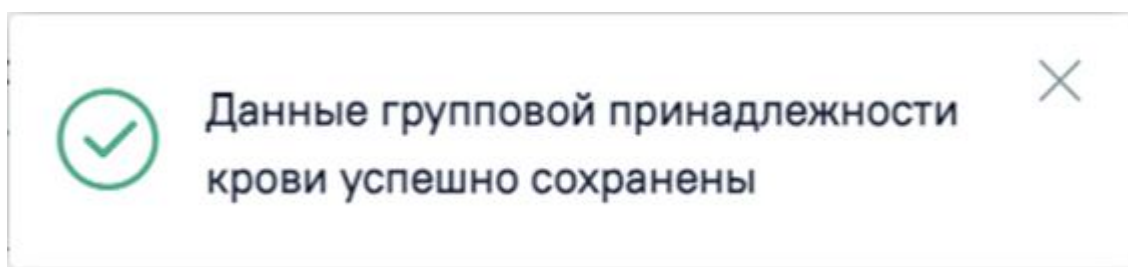 Данные групповой принадлежности
крови успешно сохранены